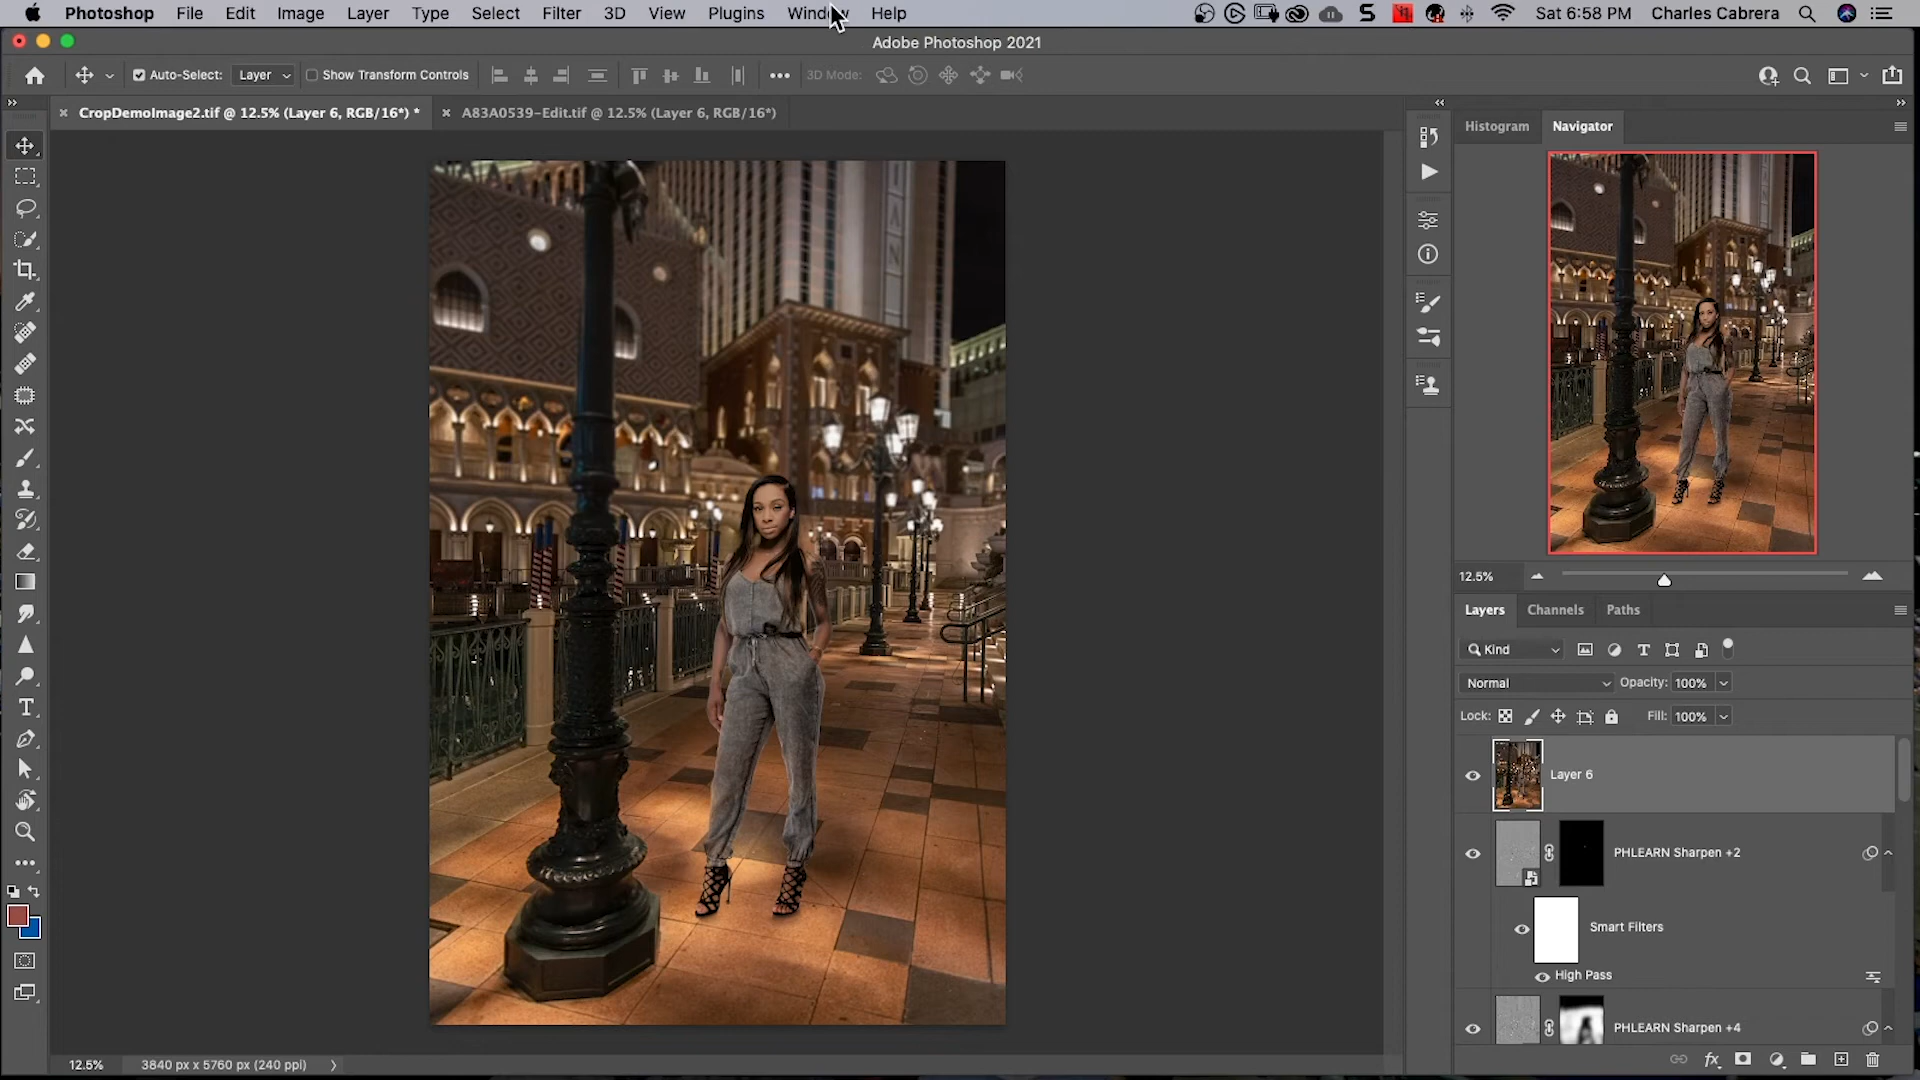 Photoshop File Edit Image Layer Type Select Filter 3D View Plugins Window Help Sat 6:58 PM Charles Cabrera
Adobe Photoshop 2021
Auto-Select: Layer Show Transform Controls 3D Mode:
CropDemoImage2.tif @ 12.5% (Layer 6, RGB/16*) * A83A0539-Edit.tif @ 12.5% (Layer 6, RGB/16*)
Histogram Navigator
12.5%
Layers Channels Paths
Kind
Normal Opacity: 100%
Lock: Fill: 100%
Layer 6
PHLEARN Sharpen +2
Smart Filters
High Pass
PHLEARN Sharpen +4
12.5% 3840 px x 5760 px (240 ppi)